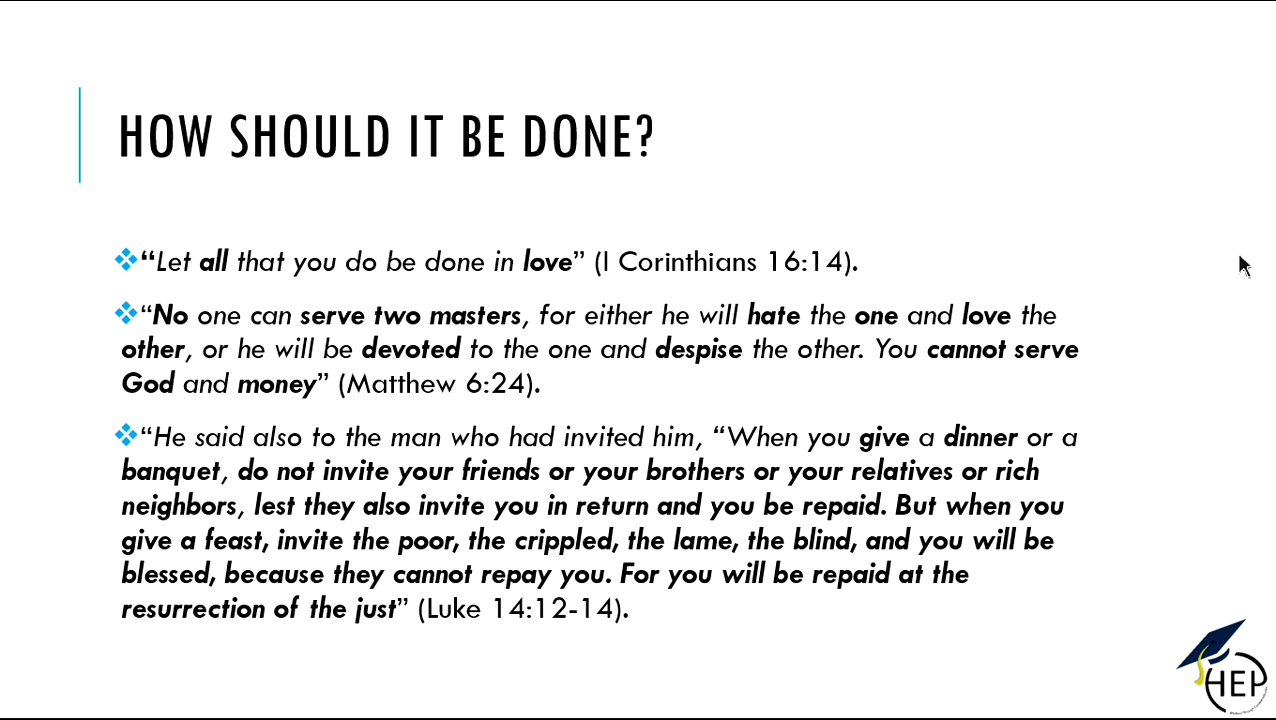 HOW SHOULD IT BE DONE?
“Let all that you do be done in love” (I Corinthians 16:14).
“No one can serve two masters, for either he will hate the one and love the
other, or he will be devoted to the one and despise the other. You cannot serve
God and money” (Matthew 6:24).
“He said also to the man who had invited him, “When you give a dinner or a
banquet, do not invite your friends or your brothers or your relatives or rich
neighbors, lest they also invite you in return and you be repaid. But when you
give a feast, invite the poor, the crippled, the lame, the blind, and you will be
blessed, because they cannot repay you. For you will be repaid at the
resurrection of the just” (Luke 14:12-14).
HEP